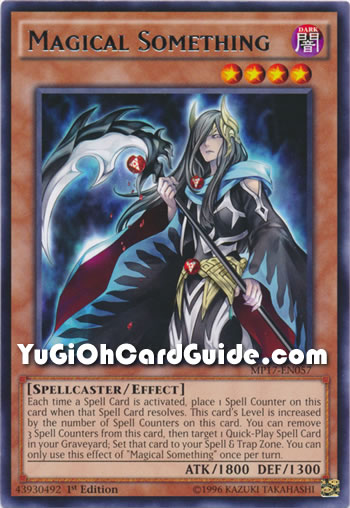 MAGICAL SOMETHING
DARK
闇
YuGiOhCardGuide.com
MP17-EN057
[SPELLCASTER/EFFECT]
Each time a Spell Card is activated, place 1 Spell Counter on this
card when that Spell Card resolves. This card's Level is increased
by the number of Spell Counters on this card. You can remove
3 Spell Counters from this card, then target 1 Quick-Play Spell Card
in your Graveyard; Set that card to your Spell & Trap Zone. You can
only use this effect of "Magical Something" once per turn.
ATK/1800 DEF/1300
43930492 1st Edition ©1996 KAZUKI TAKAHASHI